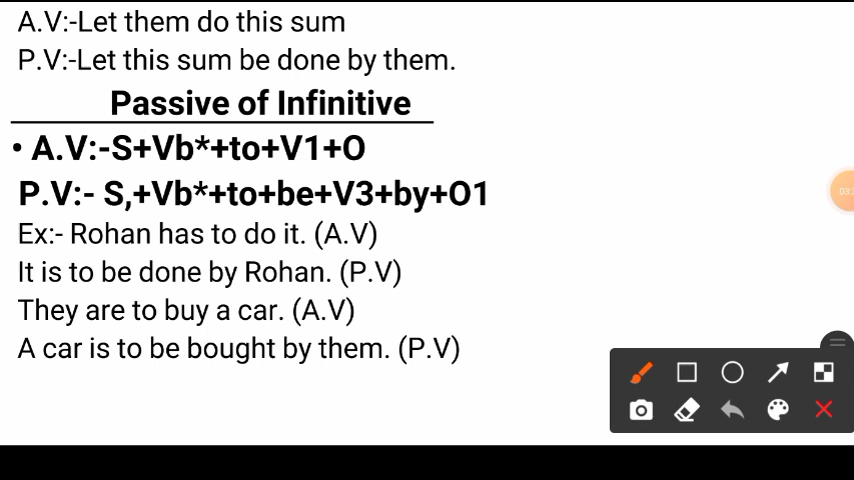 A.V:-Let them do this sum
P.V:-Let this sum be done by them.
Passive of Infinitive
• A.V:-S+Vb*+to+V1+O
P.V:- S,+Vb*+to+be+V3+by+O1
Ex:- Rohan has to do it. (A.V)
It is to be done by Rohan. (P.V)
They are to buy a car. (A.V)
A car is to be bought by them. (P.V)